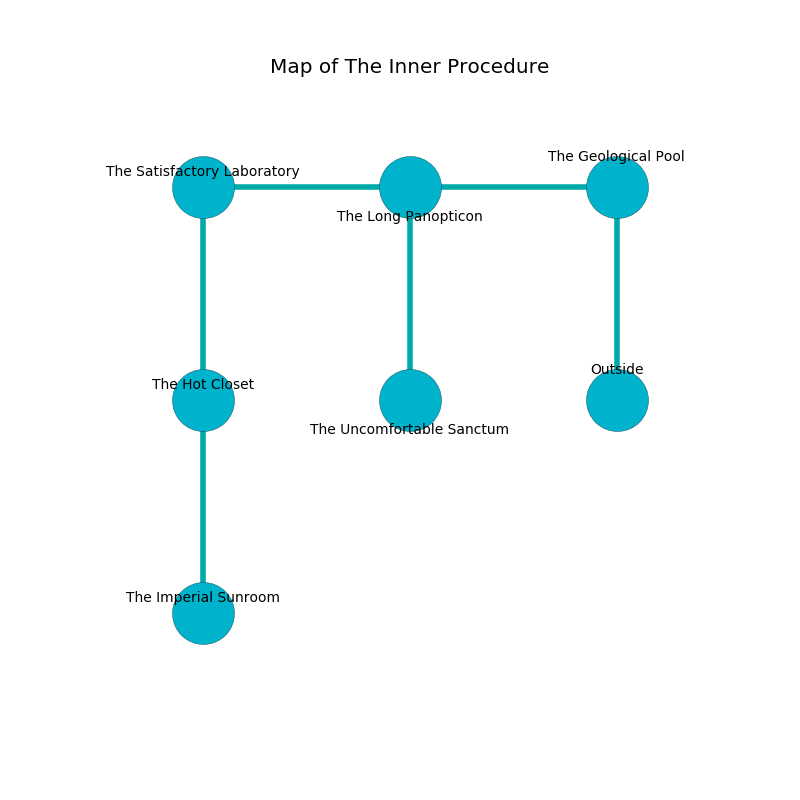 Map of The Inner Procedure
The Geological Pool
The Satisfactory Laboratory
The Long Panopticon
Outside
The Hot Closet
The Uncomfortable Sanctum
The Imperial Sunroom